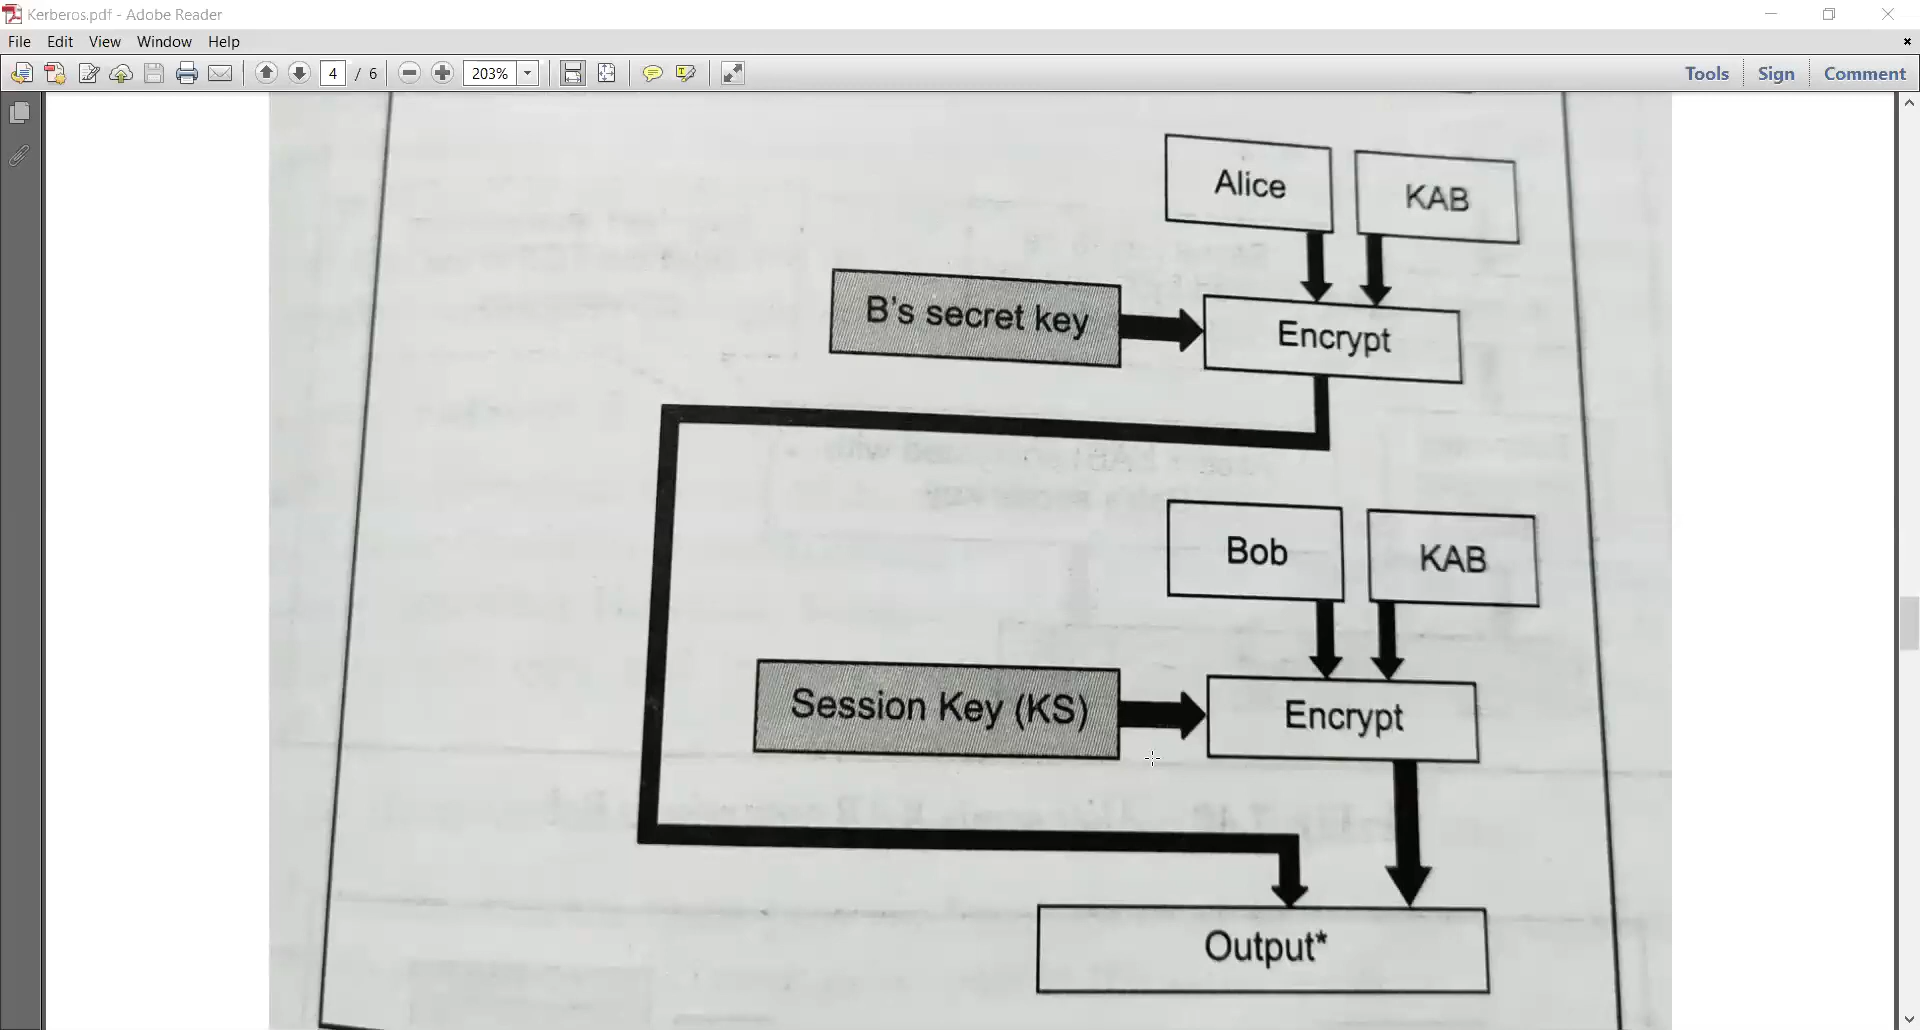 Kerberos.pdf - Adobe Reader
File Edit View Window Help
4 / 6 203% Tools Sign Comment
Alice KAB
B's secret key Encrypt
Bob KAB
Session Key (KS) Encrypt
Output*